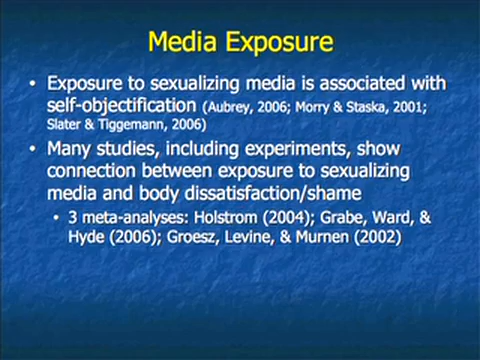 Media Exposure
• Exposure to sexualizing media is associated with
self-objectification (Aubrey, 2006; Morry & Staska, 2001;
Slater & Tiggemann, 2006)
• Many studies, including experiments, show
connection between exposure to sexualizing
media and body dissatisfaction/shame
• 3 meta-analyses: Holstrom (2004); Grabe, Ward, &
Hyde (2006); Groesz, Levine, & Murnen (2002)